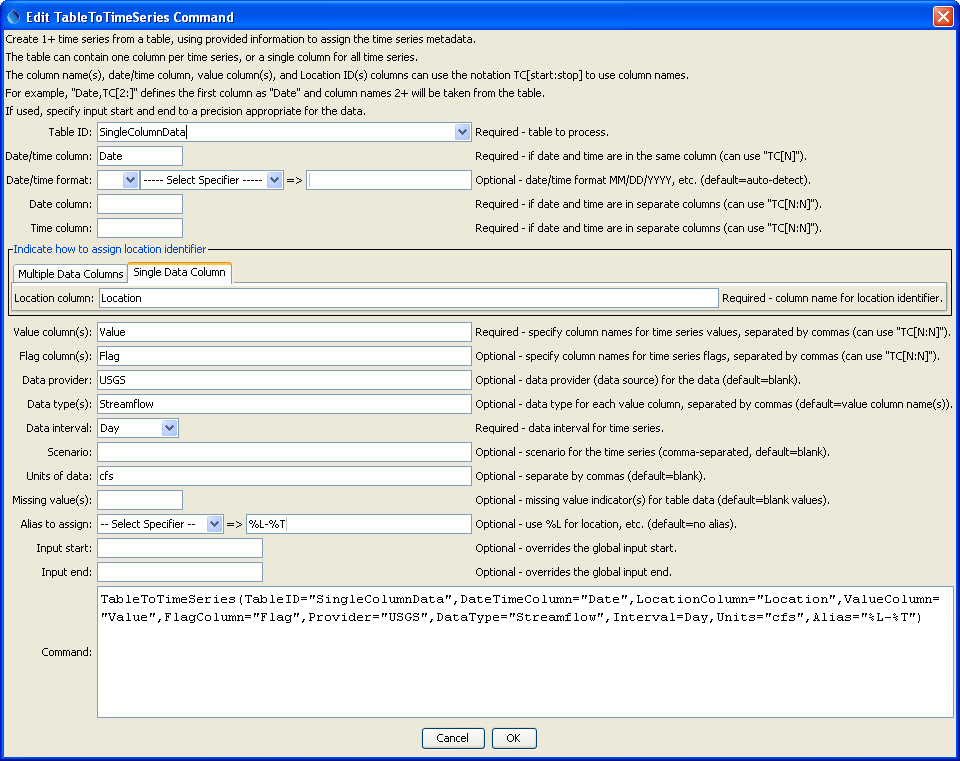 Edit TableToTimeSeries Command
Create 1+ time series from a table, using provided information to assign the time series metadata.
The table can contain one column per time series, or a single column for all time series.
The column name(s), date/time column, value column(s), and Location ID(s) columns can use the notation TC[start:stop] to use column names.
For example, "Date,TC[2:]" defines the first column as "Date" and column names 2+ will be taken from the table.
If used, specify input start and end to a precision appropriate for the data.
Table ID: SingleColumnData Required - table to process.
Date/time column: Date Required - if date and time are in the same column (can use "TC[N]").
Date/time format: ----- Select Specifier ----- => Optional - date/time format MM/DD/YYYY, etc. (default=auto-detect).
Date column: Required - if date and time are in separate columns (can use "TC[N:N]").
Time column: Required - if date and time are in separate columns (can use "TC[N:N]").
Indicate how to assign location identifier
Multiple Data Columns Single Data Column
Location column: Location Required - column name for location identifier.
Value column(s): Value Required - specify column names for time series values, separated by commas (can use "TC[N:N]").
Flag column(s): Flag Optional - specify column names for time series flags, separated by commas (can use "TC[N:N]").
Data provider: USGS Optional - data provider (data source) for the data (default=blank).
Data type(s): Streamflow Optional - data type for each value column, separated by commas (default=value column name(s)).
Data interval: Day Required - data interval for time series.
Scenario: Optional - scenario for the time series (comma-separated, default=blank).
Units of data: cfs Optional - separate by commas (default=blank).
Missing value(s): Optional - missing value indicator(s) for table data (default=blank values).
Alias to assign: -- Select Specifier -- => %L-%T Optional - use %L for location, etc. (default=no alias).
Input start: Optional - overrides the global input start.
Input end: Optional - overrides the global input end.
Command: TableToTimeSeries(TableID="SingleColumnData",DateTimeColumn="Date",LocationColumn="Location",ValueColumn=
"Value",FlagColumn="Flag",Provider="USGS",DataType="Streamflow",Interval=Day,Units="cfs",Alias="%L-%T")
Cancel OK